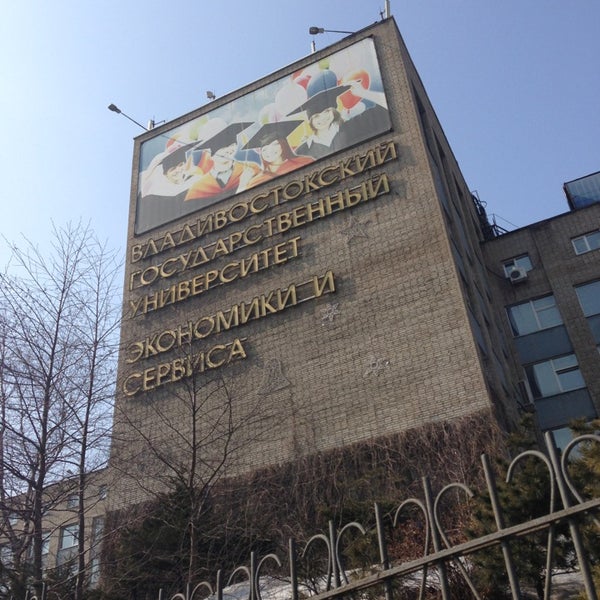 ВЛАДИВОСТОКСКИЙ
ГОСУДАРСТВЕННЫЙ
УНИВЕРСИТЕТ
ЭКОНОМИКИ И
СЕРВИСА